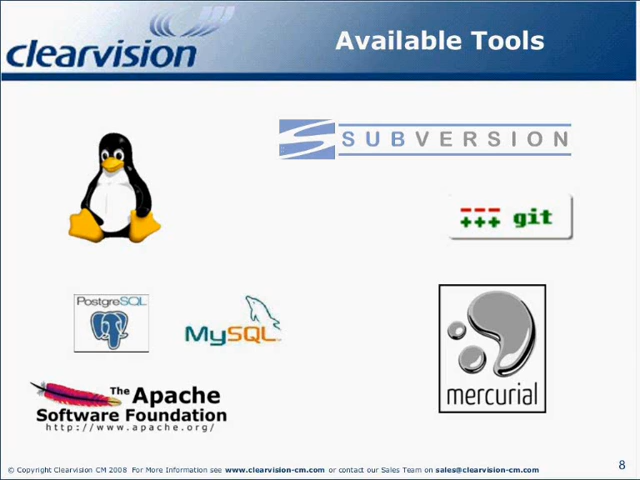 clearvision
Available Tools
SUBVERSION
git
PostgreSQL
MySQL
mercurial
The Apache
Software Foundation
http://www.apache.org/
© Copyright Clearvision CM 2008 For More Information see www.clearvision-cm.com or contact our Sales Team on sales@clearvision-cm.com
8